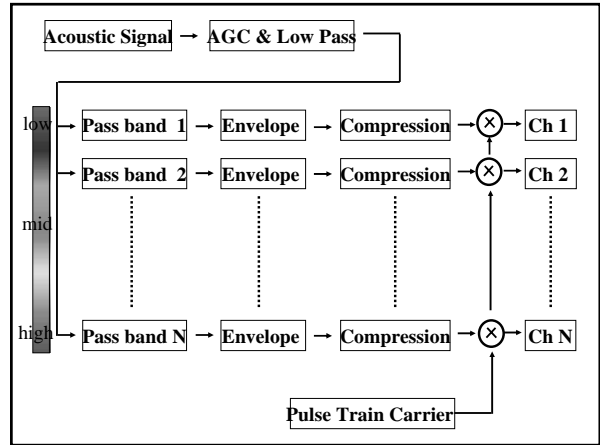 Acoustic Signal AGC & Low Pass
low Pass band 1 Envelope Compression × Ch 1
Pass band 2 Envelope Compression × Ch 2
mid
high Pass band N Envelope Compression × Ch N
Pulse Train Carrier